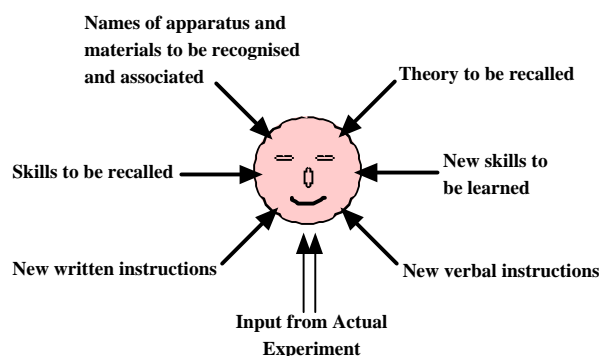 Names of apparatus and
materials to be recognised
and associated
Theory to be recalled
Skills to be recalled
New skills to
be learned
New written instructions
New verbal instructions
Input from Actual
Experiment